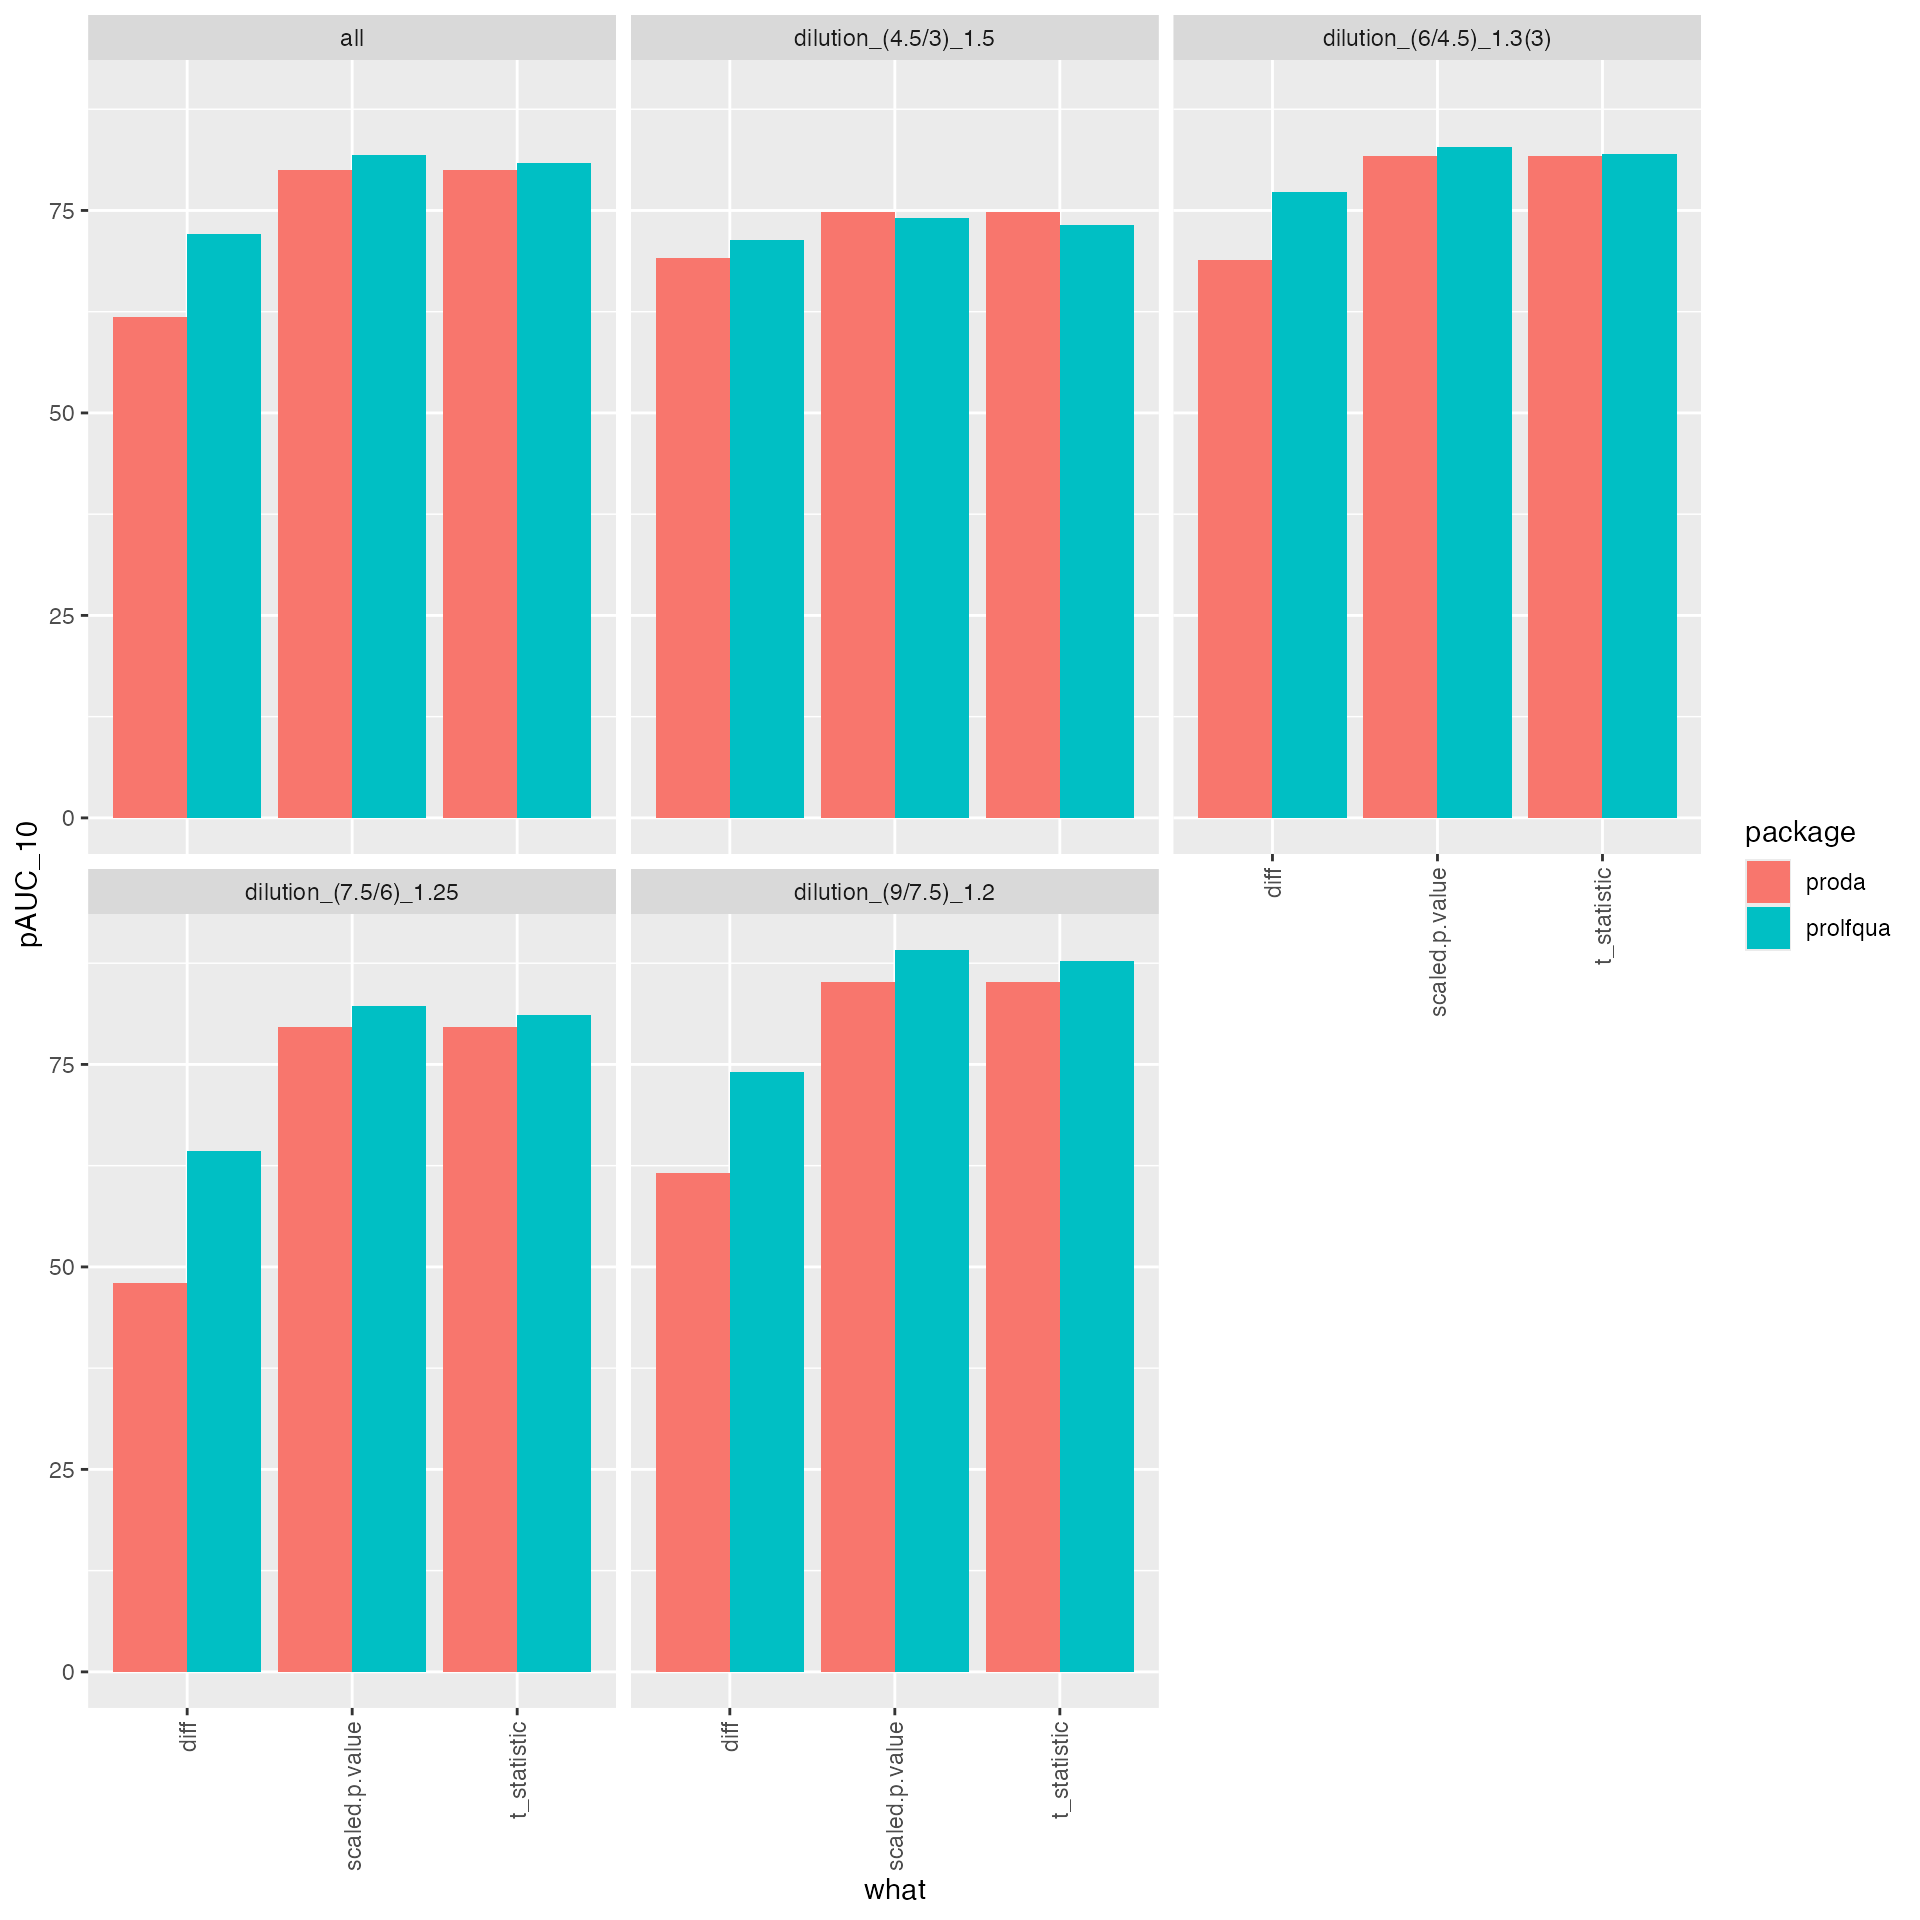 all
dilution_(4.5/3)_1.5
dilution_(6/4.5)_1.3(3)
75
50
25
0
diff
scaled.p.value
t_statistic
dilution_(7.5/6)_1.25
dilution_(9/7.5)_1.2
75
50
25
0
diff
scaled.p.value
t_statistic
diff
scaled.p.value
t_statistic
pAUC_10
what
package
proda
prolfqua